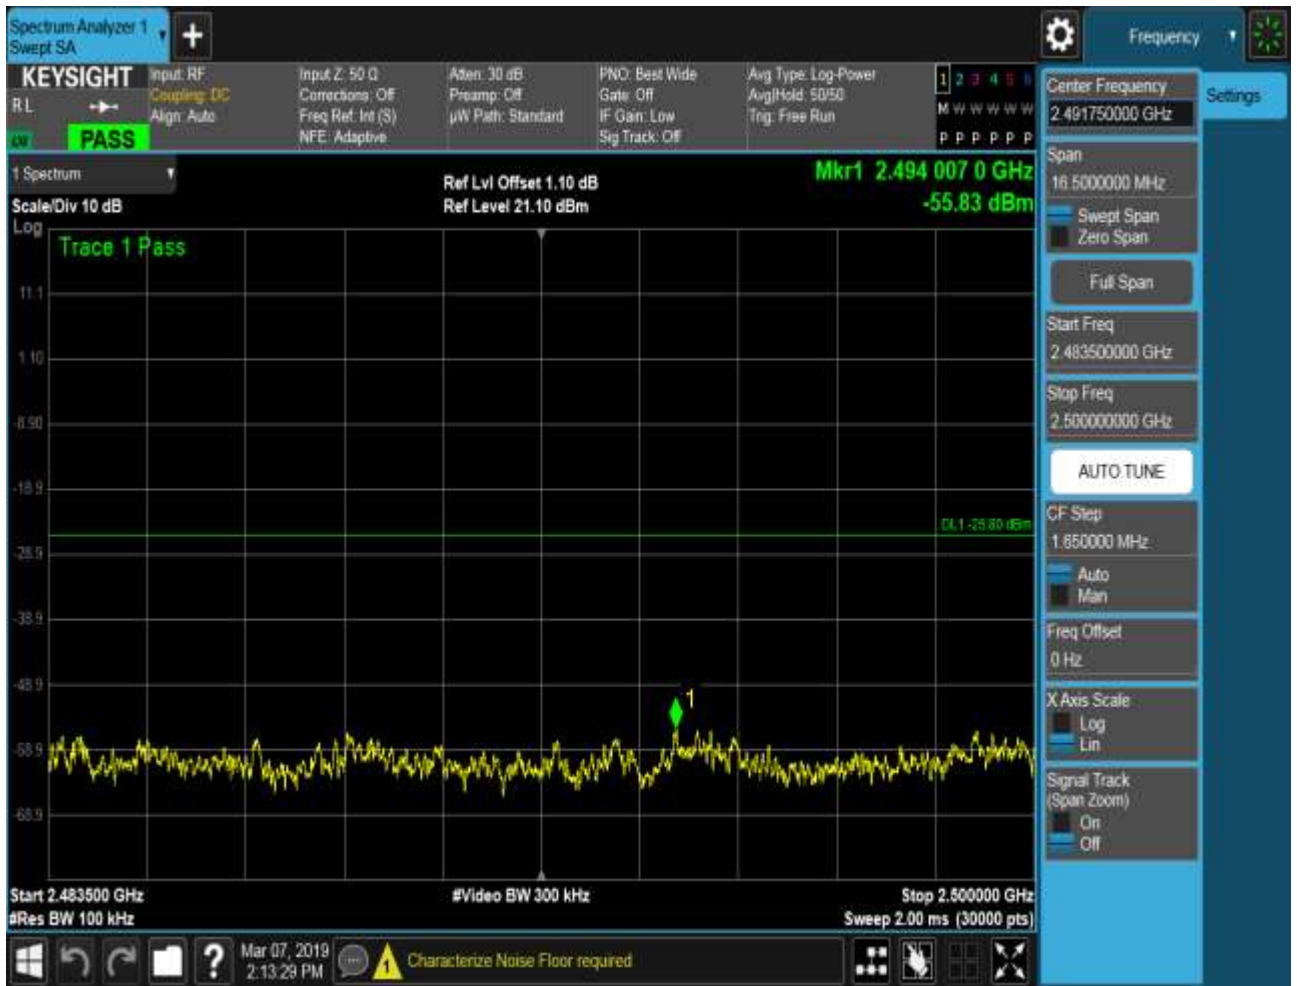 Spectrum Analyzer 1
Swept SA
+
Frequency
KEYSIGHT
R L
PASS
Input: RF
Coupling: DC
Align: Auto
Input Z: 50 Ω
Corrections: Off
Freq Ref: Int (S)
NFE: Adaptive
Atten: 30 dB
Preamp: Off
µW Path: Standard
PNO: Best Wide
Gate: Off
IF Gain: Low
Sig Track: Off
Avg Type: Log-Power
Avg|Hold: 50/50
Trig: Free Run
1 2 3 4 5 6
M W W W W W
P P P P P P
1 Spectrum
Scale/Div 10 dB
Ref Lvl Offset 1.10 dB
Ref Level 21.10 dBm
Mkr1 2.494 007 0 GHz
-55.83 dBm
Log
Trace 1 Pass
11.1
1.10
-8.90
-18.9
-28.9
-38.9
-48.9
-58.9
-68.9
DL1 -25.80 dBm
1
Start 2.483500 GHz
#Res BW 100 kHz
#Video BW 300 kHz
Stop 2.500000 GHz
Sweep 2.00 ms (30000 pts)
Center Frequency
2.491750000 GHz
Settings
Span
16.5000000 MHz
Swept Span
Zero Span
Full Span
Start Freq
2.483500000 GHz
Stop Freq
2.500000000 GHz
AUTO TUNE
CF Step
1.650000 MHz
Auto
Man
Freq Offset
0 Hz
X Axis Scale
Log
Lin
Signal Track
(Span Zoom)
On
Off
?
Mar 07, 2019
2:13:29 PM
1
Characterize Noise Floor required